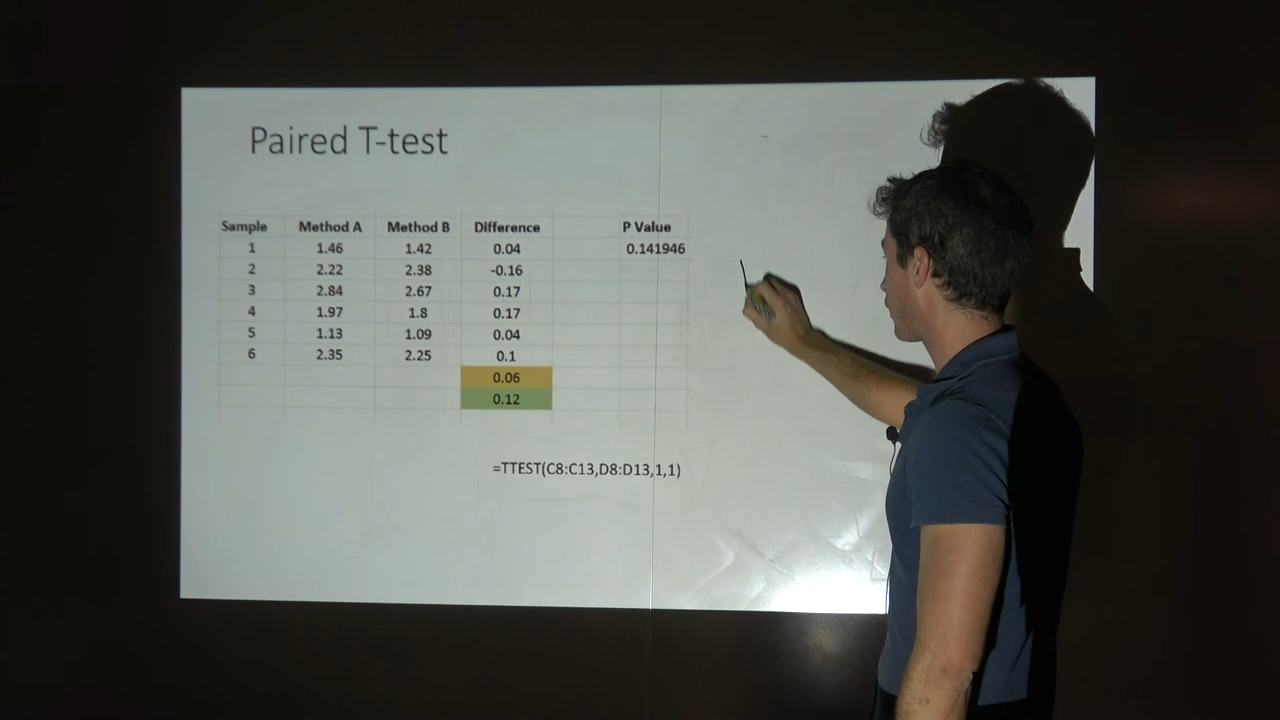 Paired T-test
Sample Method A Method B Difference P Value
1 1.46 1.42 0.04 0.141946
2 2.22 2.38 -0.16
3 2.84 2.67 0.17
4 1.97 1.8 0.17
5 1.13 1.09 0.04
6 2.35 2.25 0.1
0.06
0.12
=TTEST(C8:C13,D8:D13,1,1)
29